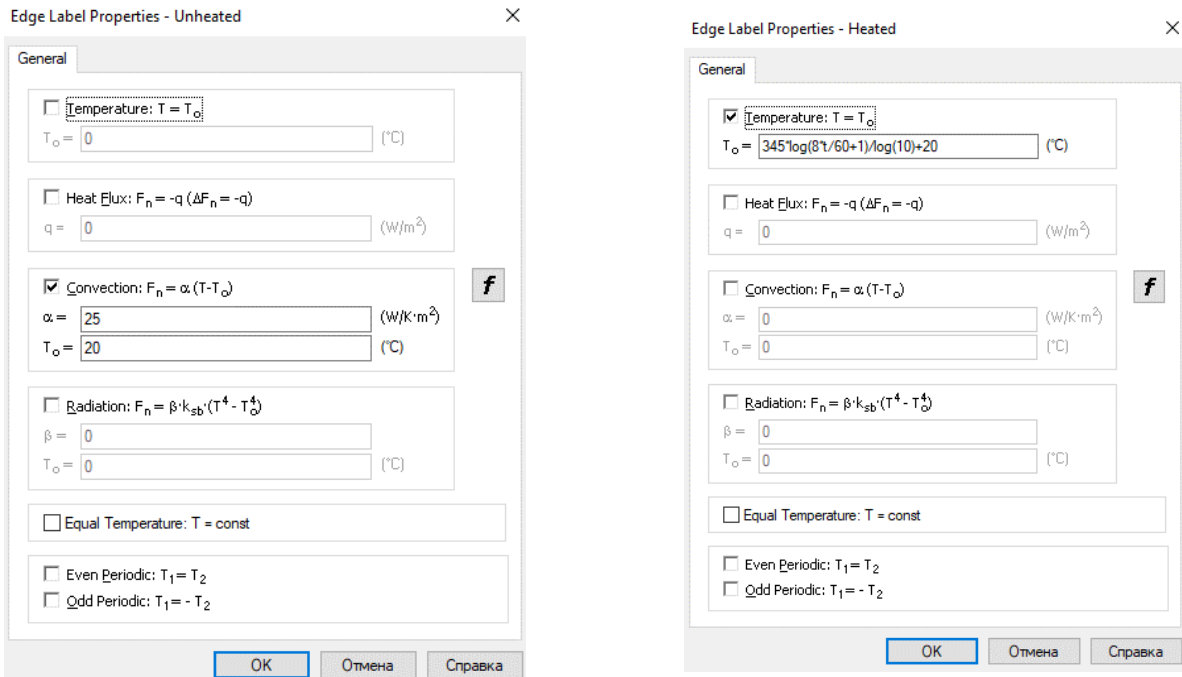 Edge Label Properties - Unheated
General
Temperature: T = Tₒ
Tₒ = 0 (°C)
Heat Flux: Fₙ = -q (ΔFₙ = -q)
q = 0 (W/m²)
Convection: Fₙ = α (T-Tₒ)
α = 25 (W/K·m²)
Tₒ = 20 (°C)
f
Radiation: Fₙ = β·k_sb·(T⁴ - Tₒ⁴)
β = 0
Tₒ = 0 (°C)
Equal Temperature: T = const
Even Periodic: T₁ = T₂
Odd Periodic: T₁ = - T₂
OK Отмена Справка
Edge Label Properties - Heated
General
Temperature: T = Tₒ
Tₒ = 345*log(8*t/60+1)/log(10)+20 (°C)
Heat Flux: Fₙ = -q (ΔFₙ = -q)
q = 0 (W/m²)
Convection: Fₙ = α (T-Tₒ)
α = 0 (W/K·m²)
Tₒ = 0 (°C)
f
Radiation: Fₙ = β·k_sb·(T⁴ - Tₒ⁴)
β = 0
Tₒ = 0 (°C)
Equal Temperature: T = const
Even Periodic: T₁ = T₂
Odd Periodic: T₁ = - T₂
OK Отмена Справка